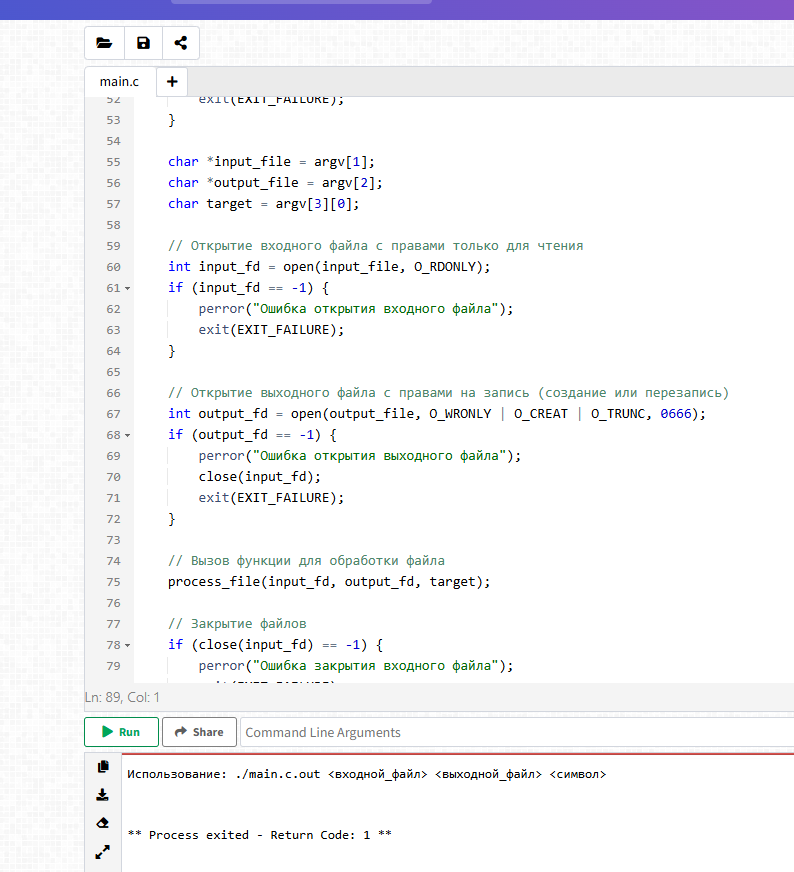 main.c +
52 exit(EXIT_FAILURE);
53 }
54
55 char *input_file = argv[1];
56 char *output_file = argv[2];
57 char target = argv[3][0];
58
59 // Открытие входного файла с правами только для чтения
60 int input_fd = open(input_file, O_RDONLY);
61 if (input_fd == -1) {
62 perror("Ошибка открытия входного файла");
63 exit(EXIT_FAILURE);
64 }
65
66 // Открытие выходного файла с правами на запись (создание или перезапись)
67 int output_fd = open(output_file, O_WRONLY | O_CREAT | O_TRUNC, 0666);
68 if (output_fd == -1) {
69 perror("Ошибка открытия выходного файла");
70 close(input_fd);
71 exit(EXIT_FAILURE);
72 }
73
74 // Вызов функции для обработки файла
75 process_file(input_fd, output_fd, target);
76
77 // Закрытие файлов
78 if (close(input_fd) == -1) {
79 perror("Ошибка закрытия входного файла");
Ln: 89, Col: 1
Run Share Command Line Arguments
Использование: ./main.c.out <входной_файл> <выходной_файл> <символ>
** Process exited - Return Code: 1 **